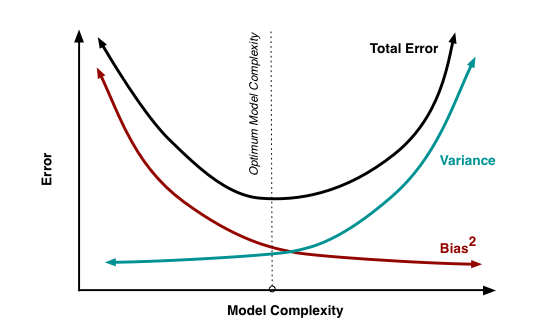 Total Error
Optimum Model Complexity
Variance
Error
Bias²
Model Complexity